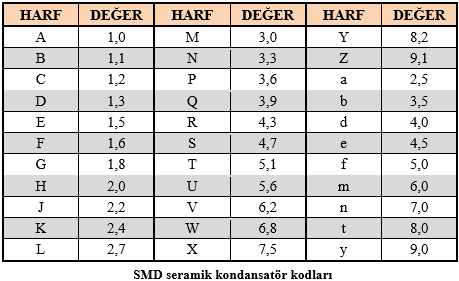 HARF DEĞER HARF DEĞER HARF DEĞER
A 1,0 M 3,0 Y 8,2
B 1,1 N 3,3 Z 9,1
C 1,2 P 3,6 a 2,5
D 1,3 Q 3,9 b 3,5
E 1,5 R 4,3 d 4,0
F 1,6 S 4,7 e 4,5
G 1,8 T 5,1 f 5,0
H 2,0 U 5,6 m 6,0
J 2,2 V 6,2 n 7,0
K 2,4 W 6,8 t 8,0
L 2,7 X 7,5 y 9,0
SMD seramik kondansatör kodları